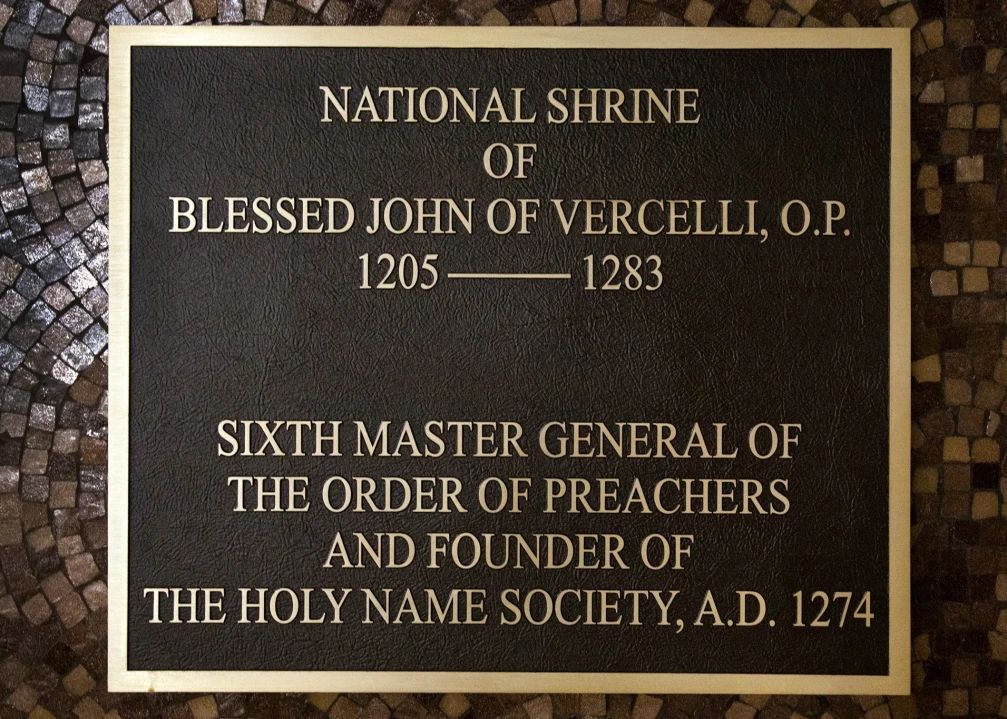 NATIONAL SHRINE
OF
BLESSED JOHN OF VERCELLI, O.P.
1205 —— 1283
SIXTH MASTER GENERAL OF
THE ORDER OF PREACHERS
AND FOUNDER OF
THE HOLY NAME SOCIETY, A.D. 1274